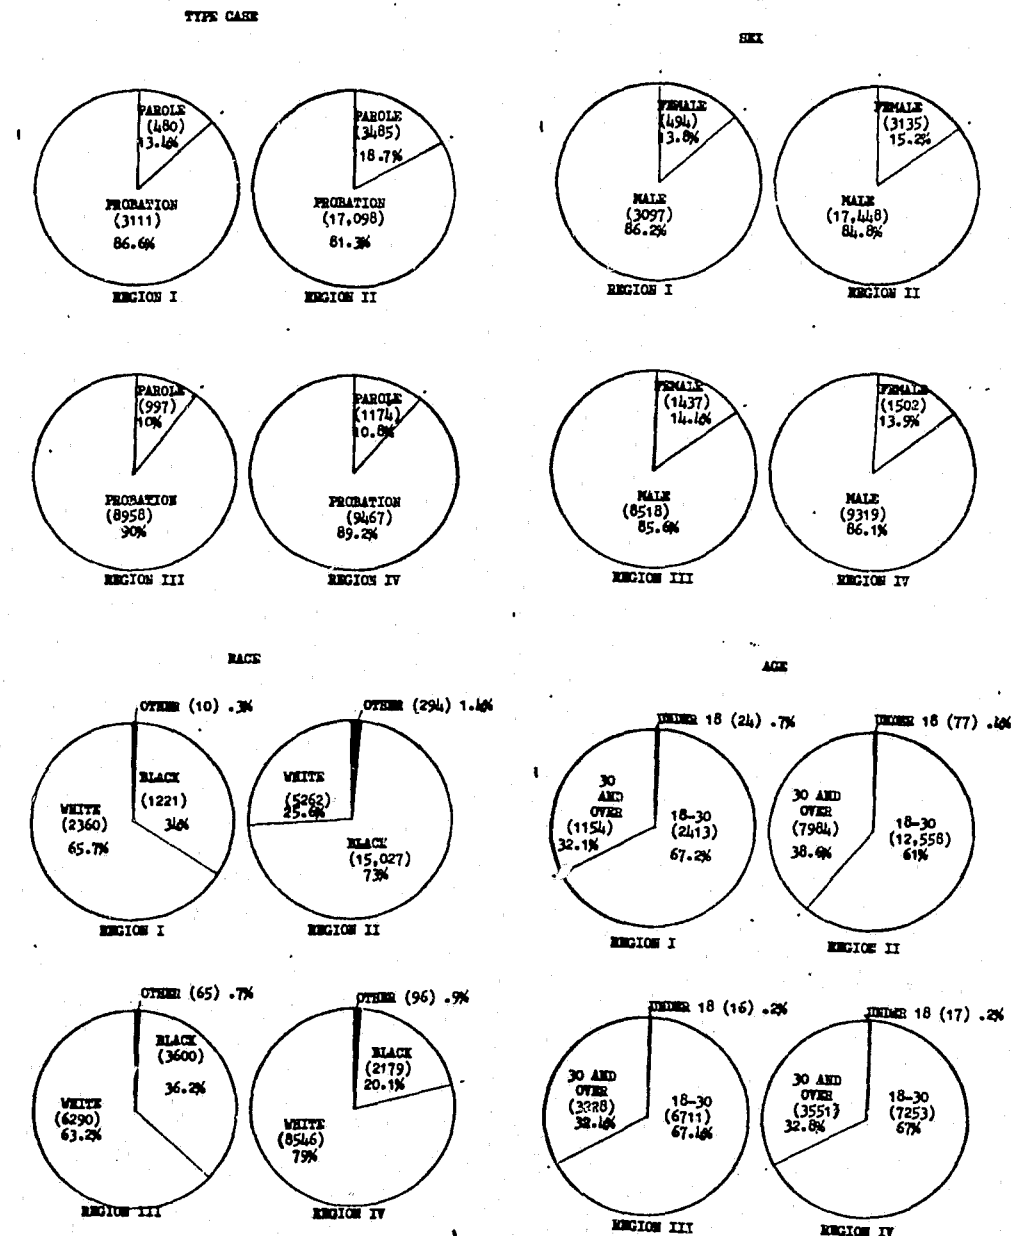 TYPE CASE
PAROLE
(480)
13.4%
PROBATION
(3111)
86.6%
REGION I
PAROLE
(3485)
18.7%
PROBATION
(17,098)
81.3%
REGION II
PAROLE
(997)
10%
PROBATION
(8958)
90%
REGION III
PAROLE
(1174)
10.8%
PROBATION
(9467)
89.2%
REGION IV
SEX
FEMALE
(494)
13.8%
MALE
(3097)
86.2%
REGION I
FEMALE
(3135)
15.2%
MALE
(17,448)
84.8%
REGION II
FEMALE
(1437)
14.4%
MALE
(8518)
85.6%
REGION III
FEMALE
(1502)
13.9%
MALE
(9319)
86.1%
REGION IV
RACE
OTHER (10) .3%
BLACK
(1221)
34%
WHITE
(2360)
65.7%
REGION I
OTHER (294) 1.4%
WHITE
(5262)
25.6%
BLACK
(15,027)
73%
REGION II
OTHER (65) .7%
BLACK
(3600)
36.2%
WHITE
(6290)
63.2%
REGION III
OTHER (96) .9%
BLACK
(2179)
20.1%
WHITE
(8546)
79%
REGION IV
AGE
UNDER 18 (24) .7%
30
AND
OVER
(1154)
32.1%
18-30
(2413)
67.2%
REGION I
UNDER 18 (77) .4%
30 AND
OVER
(7984)
38.6%
18-30
(12,558)
61%
REGION II
UNDER 18 (16) .2%
30 AND
OVER
32.4%
18-30
(6711)
67.4%
REGION III
UNDER 18 (17) .2%
30 AND
OVER
(3551)
32.8%
18-30
(7253)
67%
REGION IV